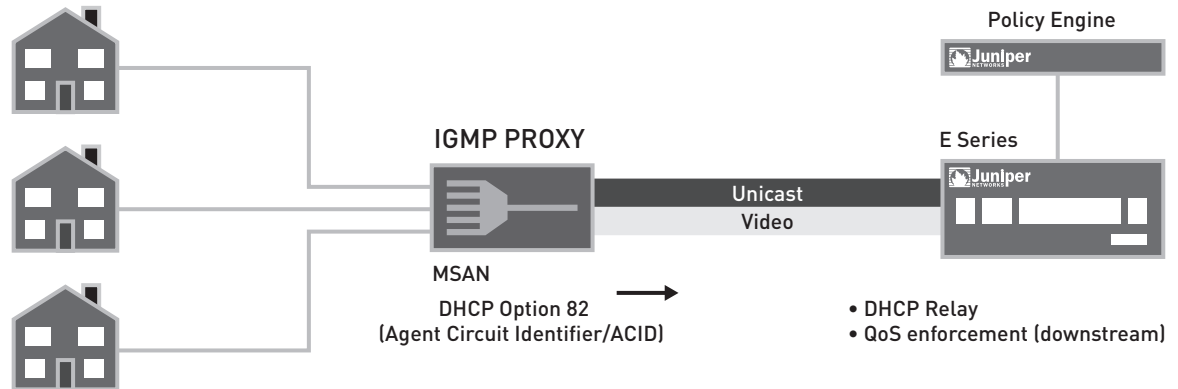 Policy Engine
Juniper
NETWORKS
IGMP PROXY
E Series
Juniper
NETWORKS
Unicast
Video
MSAN
DHCP Option 82
(Agent Circuit Identifier/ACID)
• DHCP Relay
• QoS enforcement (downstream)